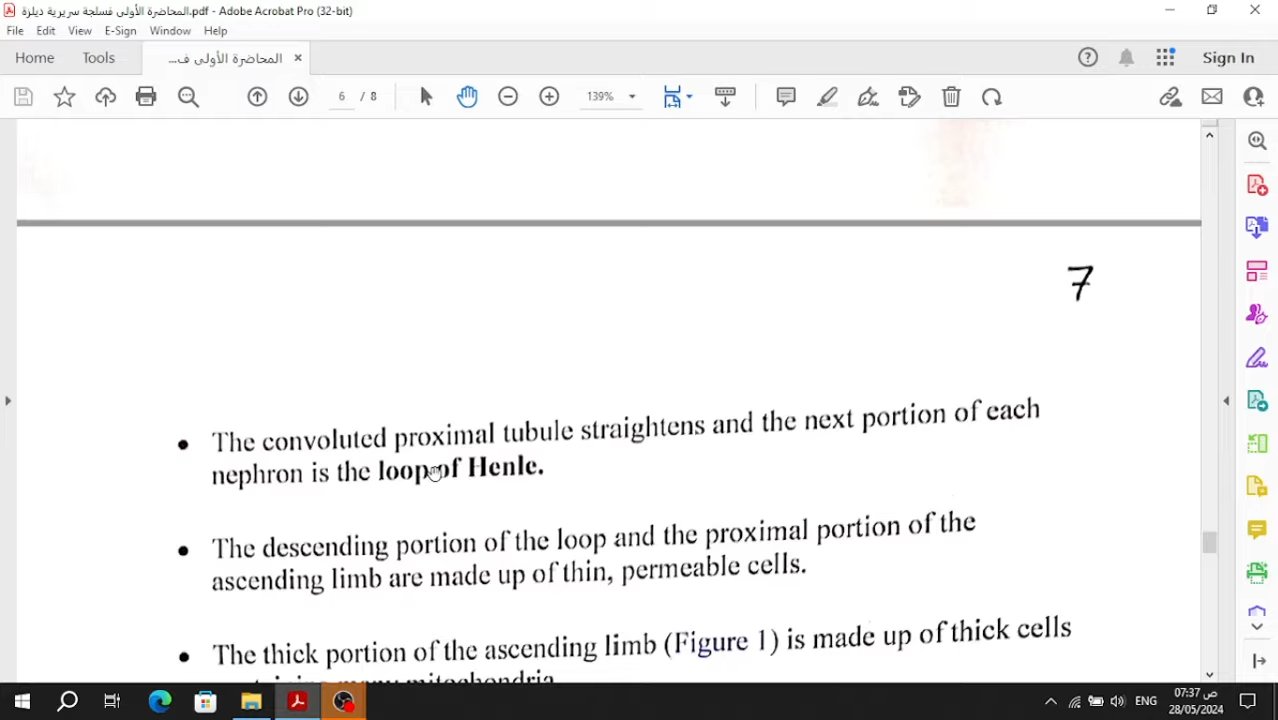 المحاضرة الأولى فسلجة سريرية ديلزة.pdf - Adobe Acrobat Pro (32-bit)
File Edit View E-Sign Window Help
Home Tools المحاضرة الأولى ف... × Sign In
6 / 8 139%
7
• The convoluted proximal tubule straightens and the next portion of each
nephron is the loop of Henle.
• The descending portion of the loop and the proximal portion of the
ascending limb are made up of thin, permeable cells.
• The thick portion of the ascending limb (Figure 1) is made up of thick cells
many mitochondria
ENG 07:37 ص
28/05/2024